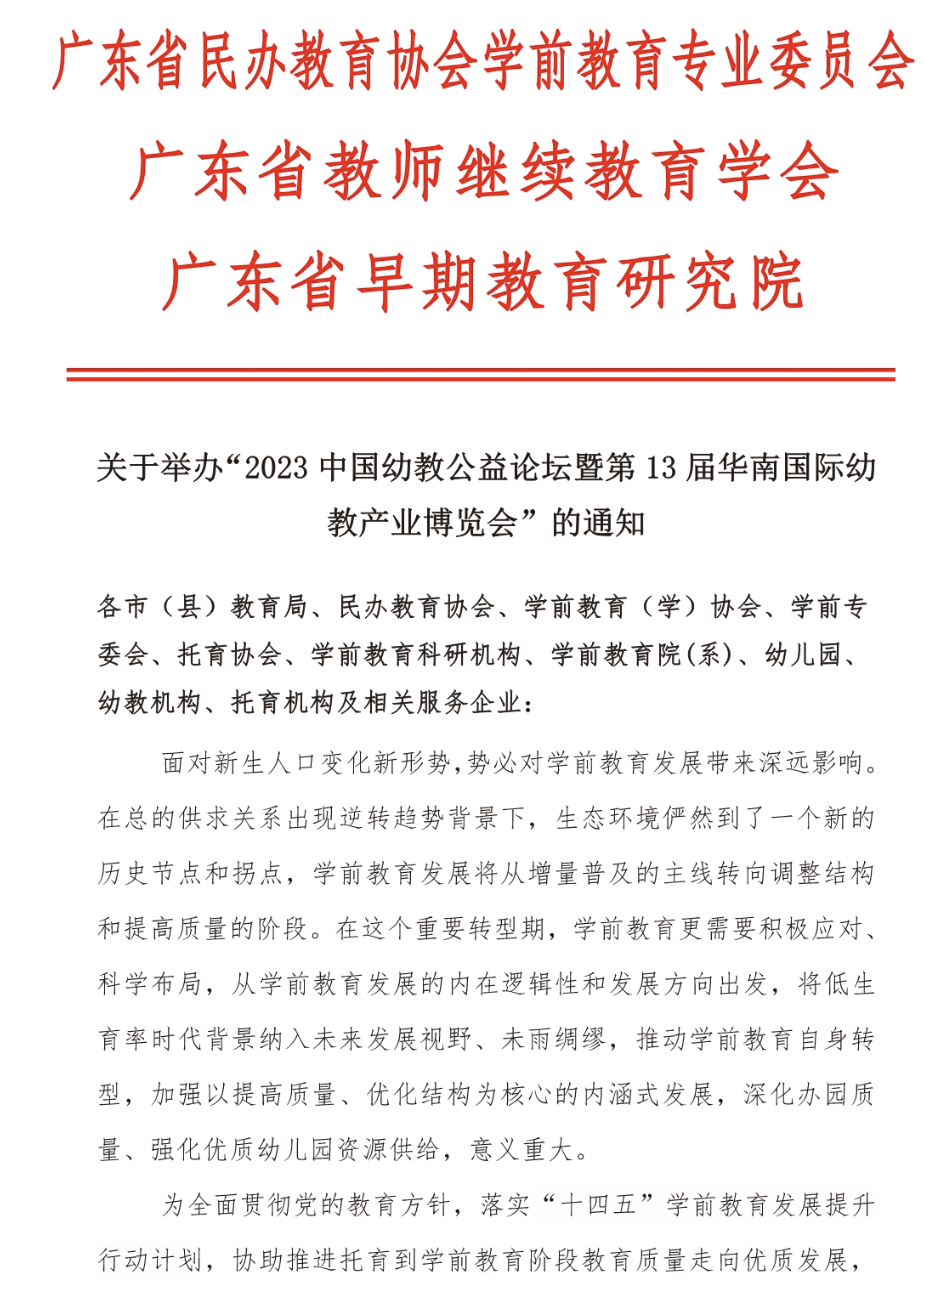 广东省民办教育协会学前教育专业委员会
广东省教师继续教育学会
广东省早期教育研究院
关于举办“2023 中国幼教公益论坛暨第 13 届华南国际幼
教产业博览会”的通知
各市（县）教育局、民办教育协会、学前教育（学）协会、学前专
委会、托育协会、学前教育科研机构、学前教育院(系)、幼儿园、
幼教机构、托育机构及相关服务企业：
面对新生人口变化新形势,势必对学前教育发展带来深远影响。
在总的供求关系出现逆转趋势背景下，生态环境俨然到了一个新的
历史节点和拐点，学前教育发展将从增量普及的主线转向调整结构
和提高质量的阶段。在这个重要转型期，学前教育更需要积极应对、
科学布局，从学前教育发展的内在逻辑性和发展方向出发，将低生
育率时代背景纳入未来发展视野、未雨绸缪，推动学前教育自身转
型，加强以提高质量、优化结构为核心的内涵式发展，深化办园质
量、强化优质幼儿园资源供给，意义重大。
为全面贯彻党的教育方针，落实“十四五”学前教育发展提升
行动计划，协助推进托育到学前教育阶段教育质量走向优质发展，